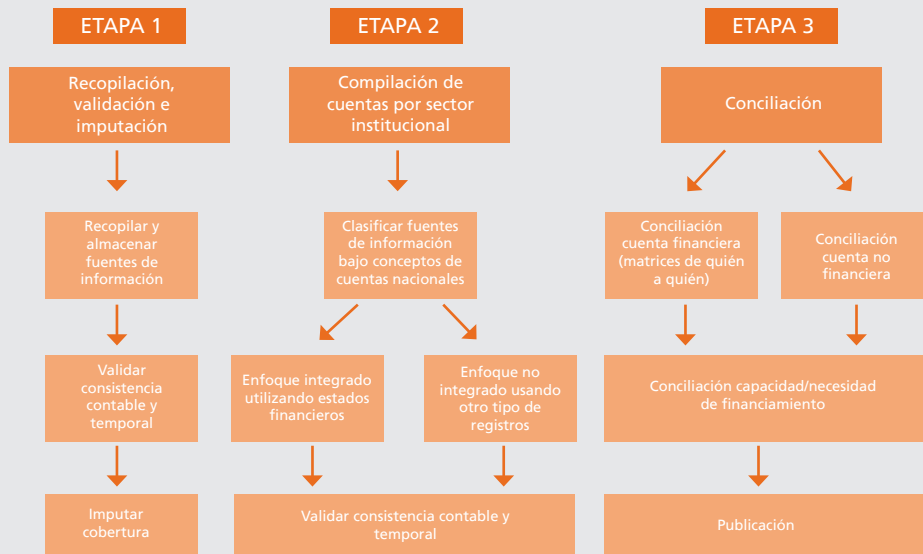 ETAPA 1
Recopilación,
validación e
imputación
Recopilar y
almacenar
fuentes de
información
Validar
consistencia
contable y
temporal
Imputar
cobertura
ETAPA 2
Compilación de
cuentas por sector
institucional
Clasificar fuentes
de información
bajo conceptos de
cuentas nacionales
Enfoque integrado
utilizando estados
financieros
Enfoque no
integrado usando
otro tipo de
registros
Validar consistencia contable y
temporal
ETAPA 3
Conciliación
Conciliación
cuenta financiera
(matrices de quién
a quién)
Conciliación
cuenta no
financiera
Conciliación capacidad/necesidad
de financiamiento
Publicación